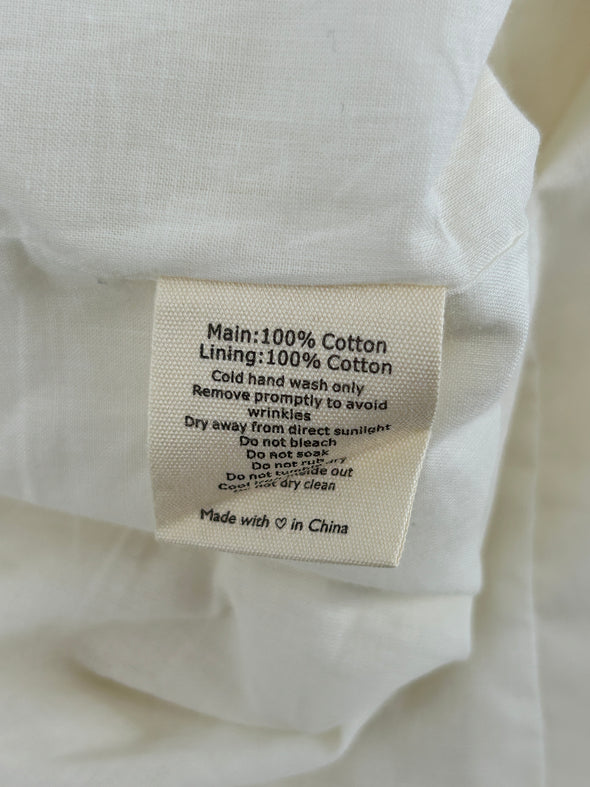 Main:100% Cotton
Lining:100% Cotton
Cold hand wash only
Remove promptly to avoid
wrinkles
Dry away from direct sunlight
Do not bleach
Do not soak
Do not rub
Do not inside out
Cool not dry clean
Made with ♡ in China